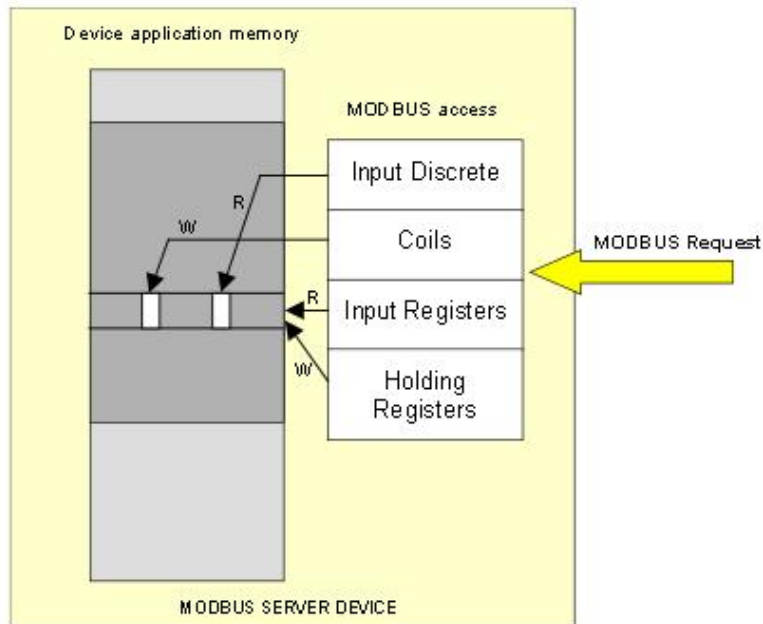 Device application memory
MODBUS access
Input Discrete
R
W
Coils
MODBUS Request
R
Input Registers
W
Holding
Registers
MODBUS SERVER DEVICE